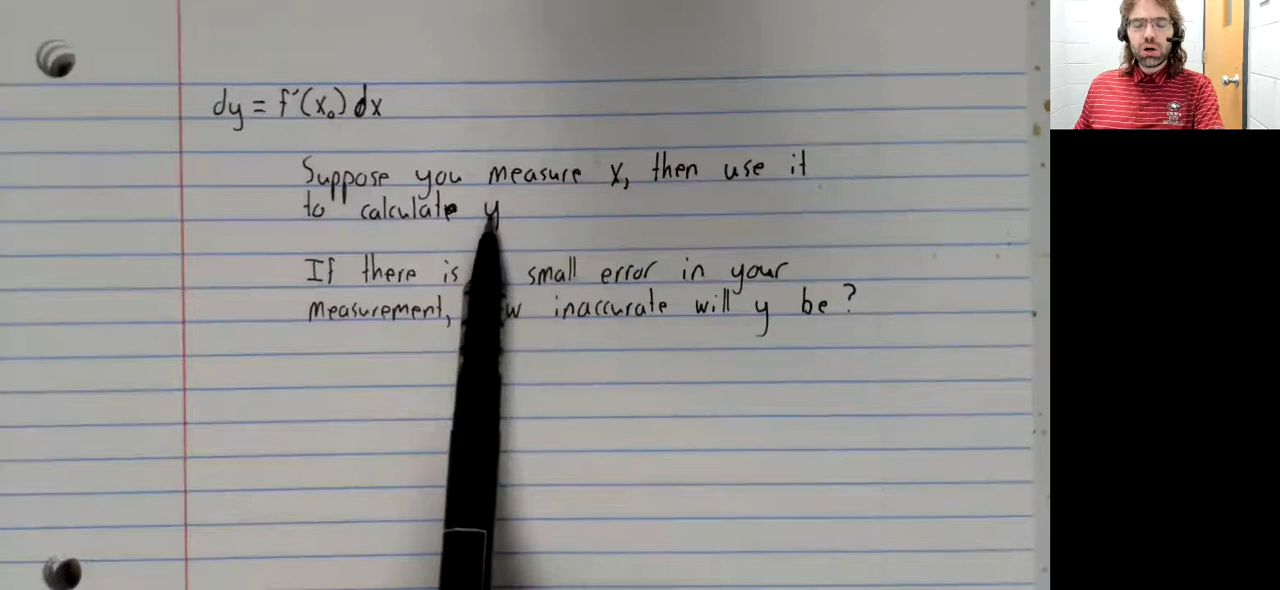 dy = f'(x₀) dx
Suppose you measure x, then use it
to calculate y
If there is small error in your
measurement, inaccurate will y be?